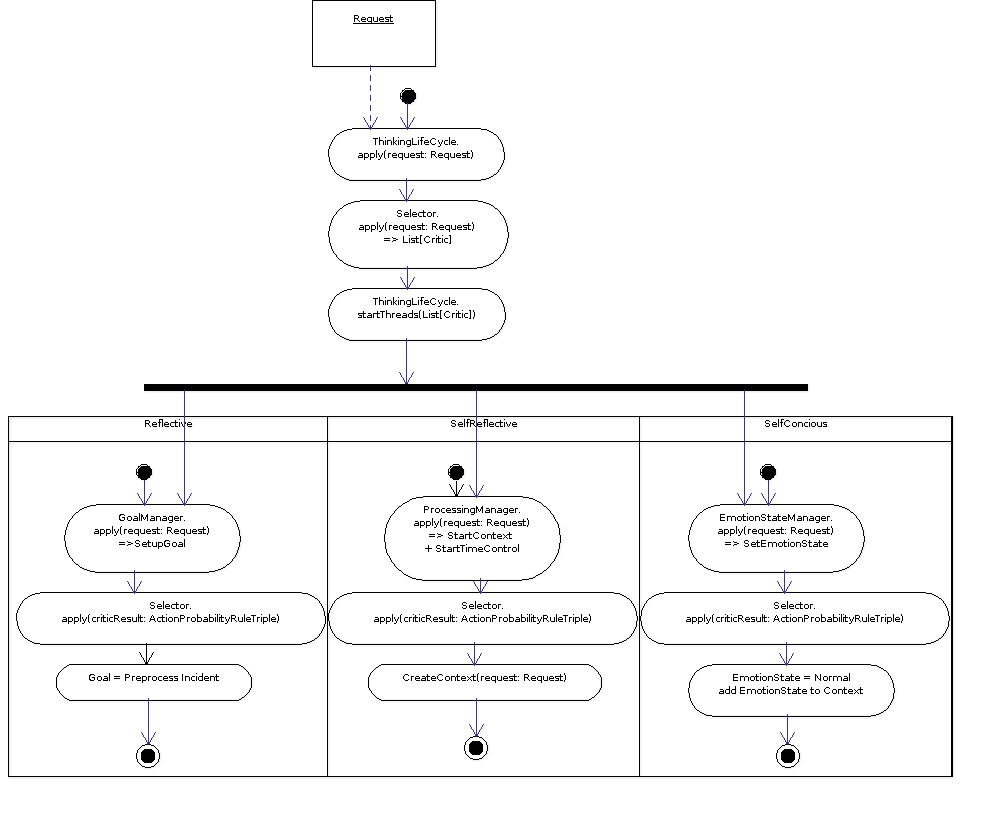 Request
ThinkingLifeCycle.
apply(request: Request)
Selector.
apply(request: Request)
=> List[Critic]
ThinkingLifeCycle.
startThreads(List[Critic])
Reflective
SelfReflective
SelfConcious
GoalManager.
apply(request: Request)
=>SetupGoal
ProcessingManager.
apply(request: Request)
=> StartContext
+ StartTimeControl
EmotionStateManager.
apply(request: Request)
=> SetEmotionState
Selector.
apply(criticResult: ActionProbabilityRuleTriple)
Selector.
apply(criticResult: ActionProbabilityRuleTriple)
Selector.
apply(criticResult: ActionProbabilityRuleTriple)
Goal = Preprocess Incident
CreateContext(request: Request)
EmotionState = Normal
add EmotionState to Context